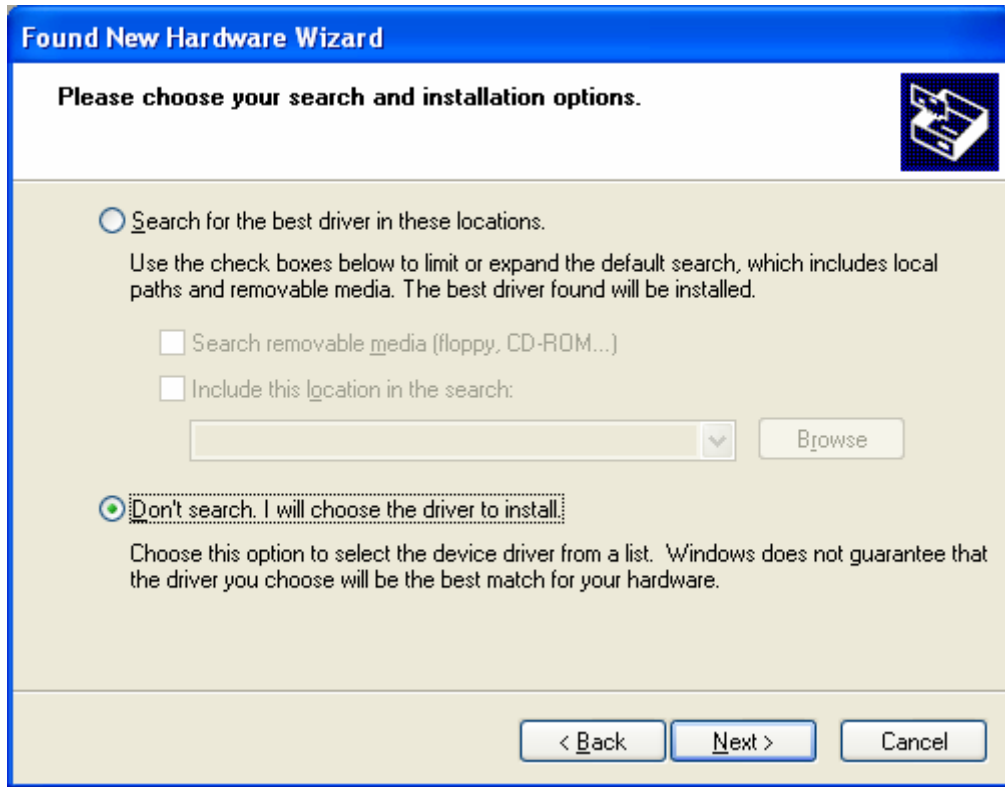 Found New Hardware Wizard
Please choose your search and installation options.
Search for the best driver in these locations.
Use the check boxes below to limit or expand the default search, which includes local
paths and removable media. The best driver found will be installed.
Search removable media (floppy, CD-ROM...)
Include this location in the search:
Browse
Don't search. I will choose the driver to install.
Choose this option to select the device driver from a list.  Windows does not guarantee that
the driver you choose will be the best match for your hardware.
< Back Next > Cancel